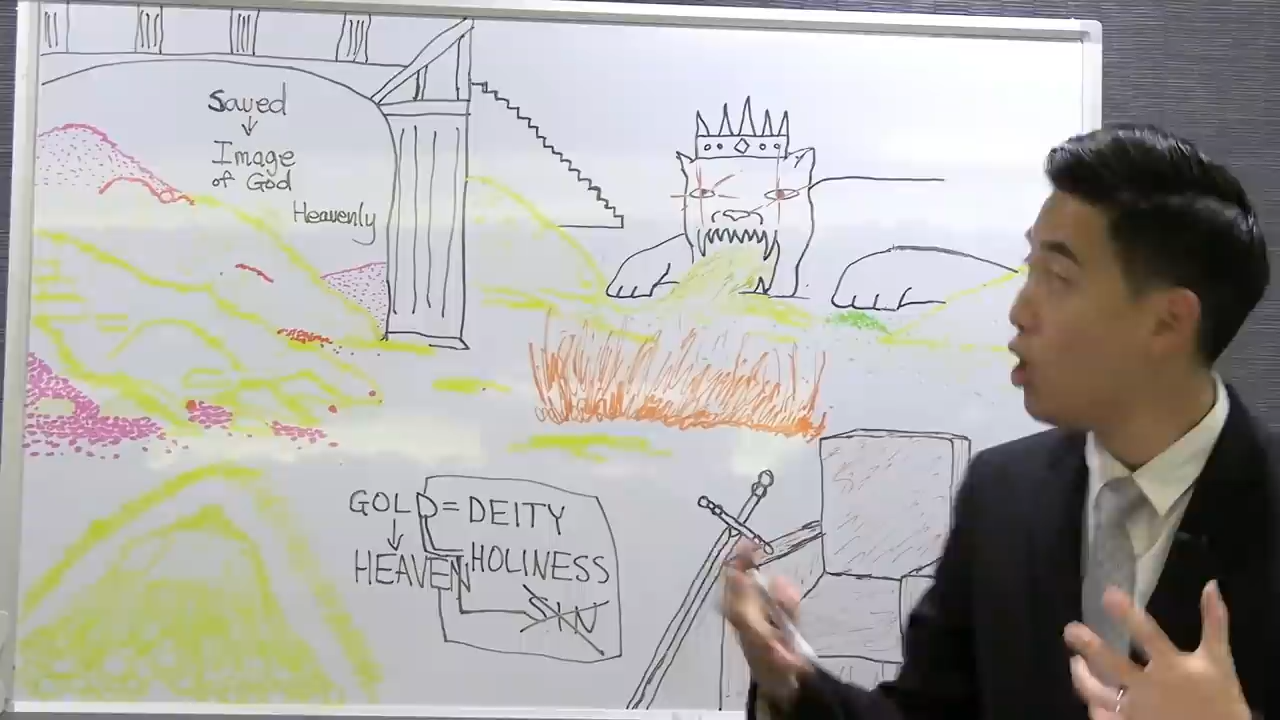 Saved
Image
of God
Heavenly
GOLD = DEITY
HEAVEN HOLINESS
SIN